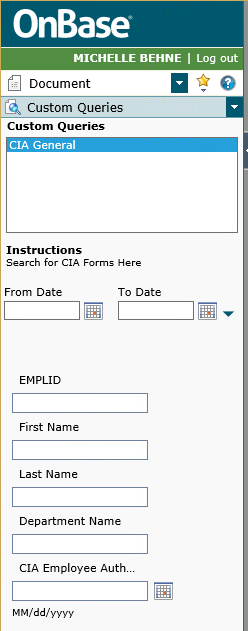 OnBase®
MICHELLE BEHNE | Log out
Document
Custom Queries
Custom Queries
CIA General
Instructions
Search for CIA Forms Here
From Date To Date
EMPLID
First Name
Last Name
Department Name
CIA Employee Auth...
MM/dd/yyyy